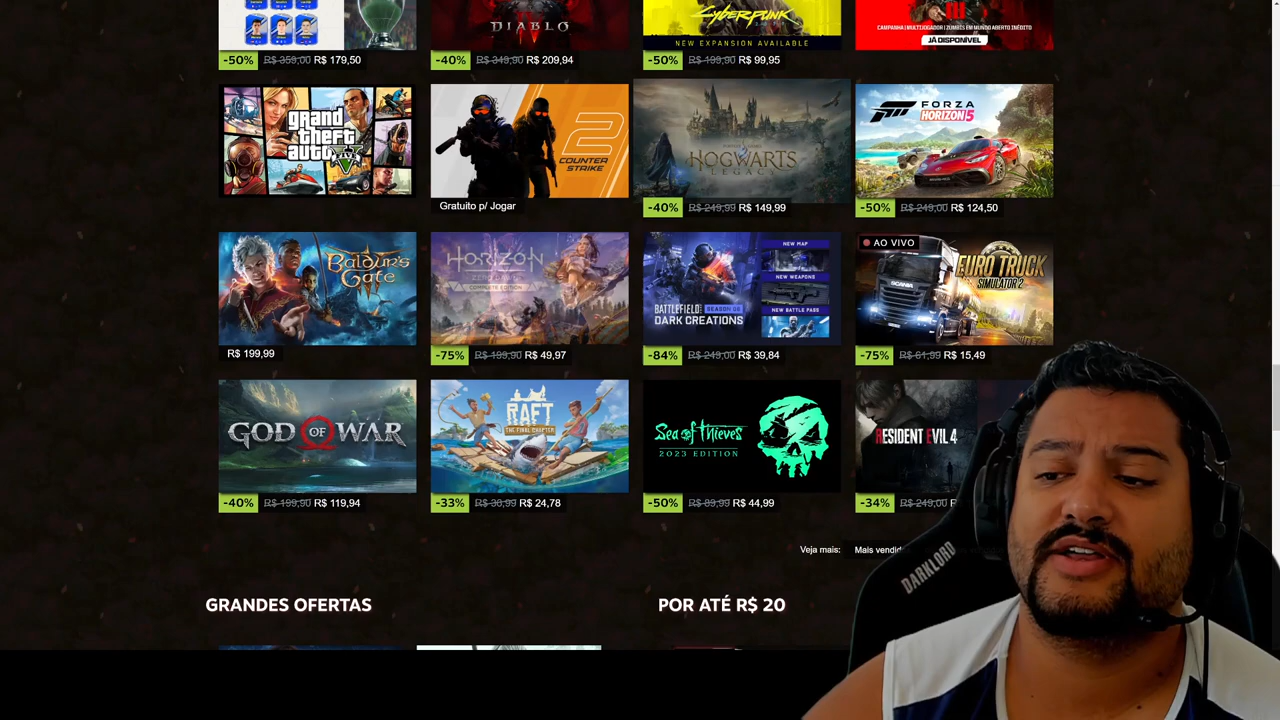 DIABLO
Cyberpunk
NEW EXPANSION AVAILABLE
CAMPANHA | MULTIJOGADOR | ZUMBIS EM MUNDO ABERTO INÉDITO
JÁ DISPONÍVEL
-50% R$ 359,00 R$ 179,50
-40% R$ 349,90 R$ 209,94
-50% R$ 199,90 R$ 99,95
grand
theft
auto
FIVE
2
COUNTER
STRIKE
HOGWARTS
LEGACY
FORZA
HORIZON 5
Gratuito p/ Jogar
-40% R$ 249,99 R$ 149,99
-50% R$ 249,00 R$ 124,50
Baldur's
Gate
HORIZON
ZERO DAWN
COMPLETE EDITION
BATTLEFIELD
DARK CREATIONS
NEW MAP
NEW WEAPONS
NEW BATTLE PASS
AO VIVO
SCANIA
EURO TRUCK
SIMULATOR 2
R$ 199,99
-75% R$ 199,90 R$ 49,97
-84% R$ 249,00 R$ 39,84
-75% R$ 61,99 R$ 15,49
GOD OF WAR
RAFT
THE FINAL CHAPTER
Sea of Thieves
2023 EDITION
RESIDENT EVIL 4
-40% R$ 199,90 R$ 119,94
-33% R$ 36,99 R$ 24,78
-50% R$ 89,99 R$ 44,99
-34% R$ 249,00
Veja mais:
GRANDES OFERTAS
POR ATÉ R$ 20
DARKLORD